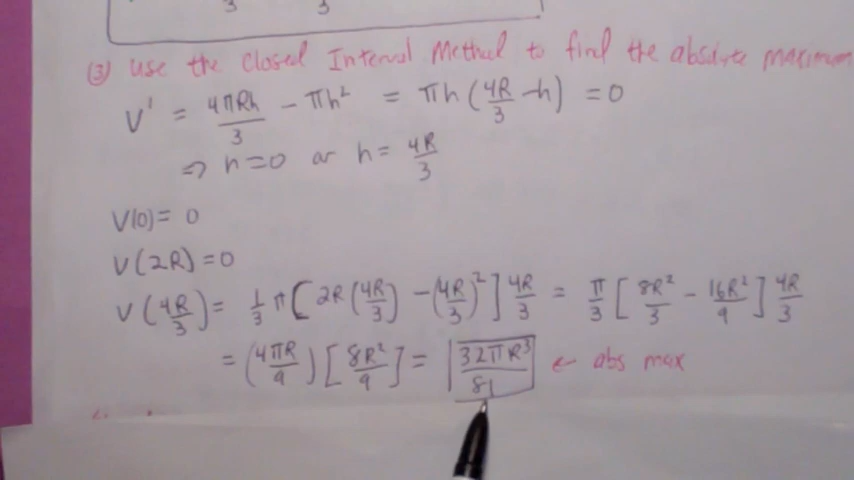 3 3
(3) Use the Closed Interval Method to find the absolute maximum
V' = 4πRh/3 - πh² = πh(4R/3 - h) = 0
⇒ h=0 or h= 4R/3
V(0)= 0
V(2R)=0
V(4R/3)= 1/3 π[2R(4R/3) - (4R/3)²] 4R/3 = π/3 [8R²/3 - 16R²/9] 4R/3
= (4πR/9)[8R²/9] = 32πR³/81 ← abs max